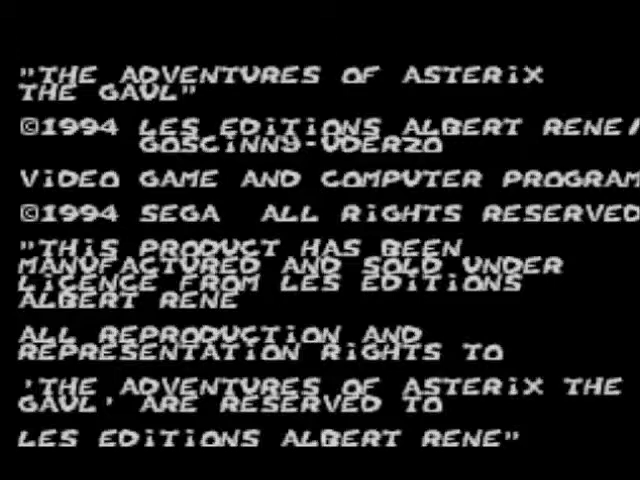 "THE ADVENTURES OF ASTERiX
THE GAUL"
©1994 LES EDiTiONS ALBERT RENE/
GOSCiNNY-UDERZO
ViDEO GAME AND COMPUTER PROGRAM
©1994 SEGA ALL RiGHTS RESERVED
"THiS PRODUCT HAS BEEN
MANUFACTURED AND SOLD UNDER
LiCENCE FROM LES EDiTiONS
ALBERT RENE
ALL REPRODUCTiON AND
REPRESENTATiON RiGHTS TO
'THE ADVENTURES OF ASTERiX THE
GAUL' ARE RESERVED TO
LES EDiTiONS ALBERT RENE"